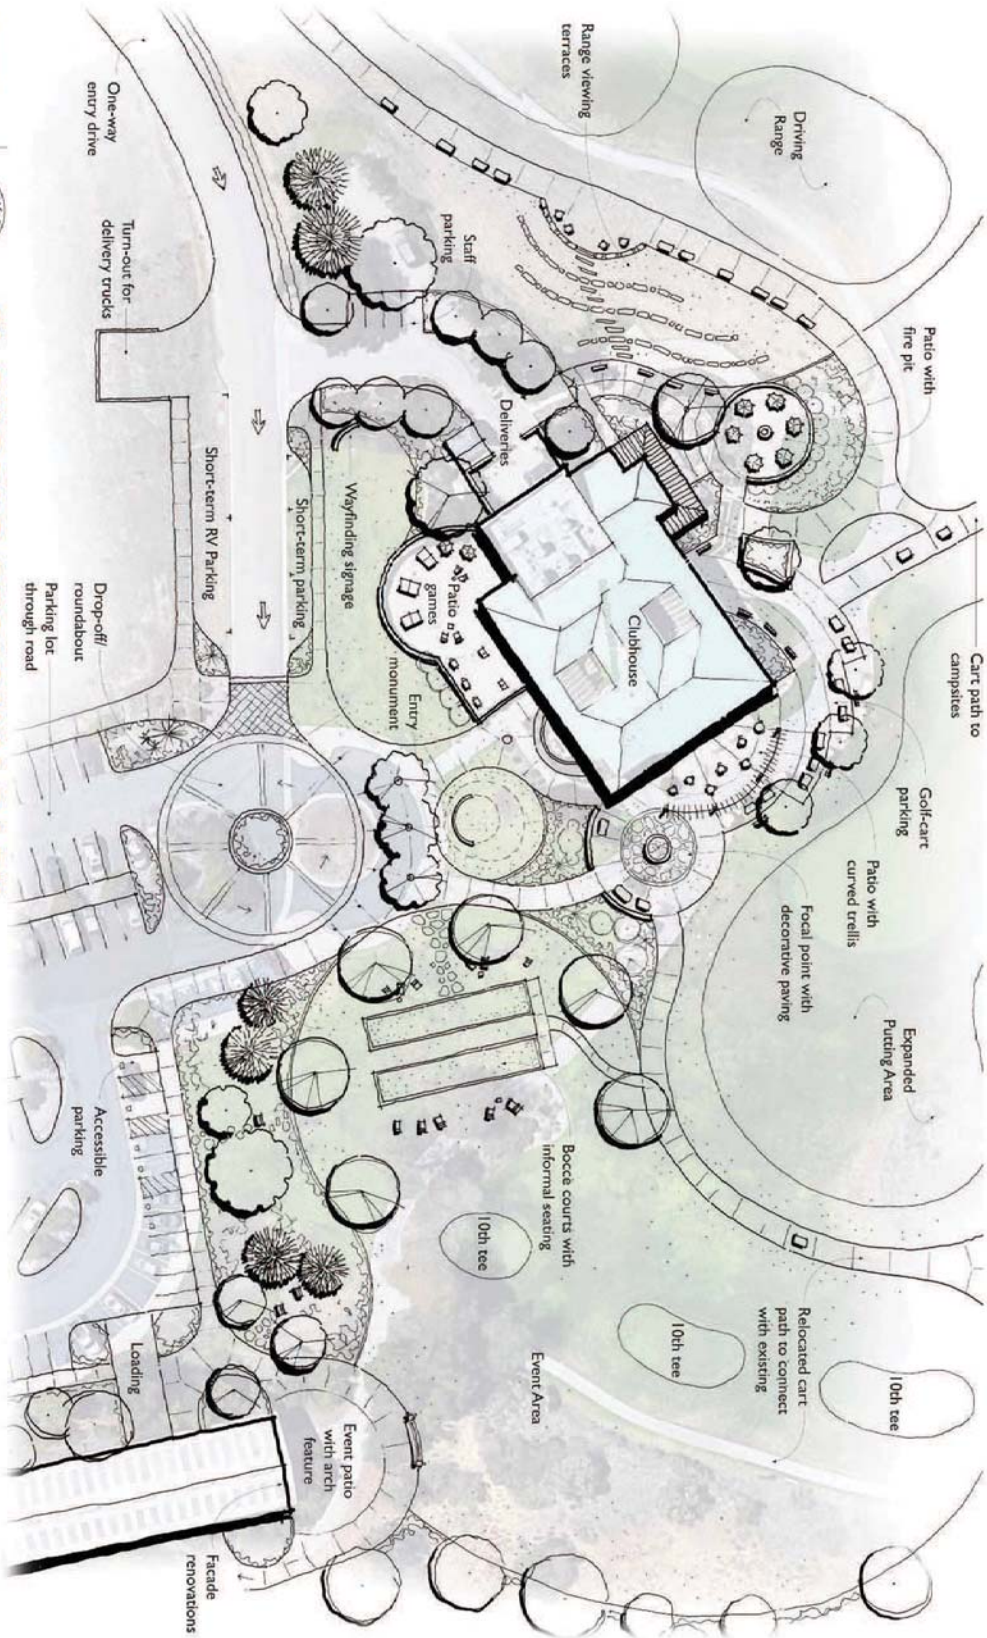 Range viewing
terraces
Driving
Range
Patio with
fire pit
Cart path to
campsites
Golf-cart
parking
Patio with
curved trellis
Focal point with
decorative paving
Expanded
Putting Area
Relocated cart
path to connect
with existing
10th tee
10th tee
10th tee
Event Area
Boccè courts with
informal seating
Staff
parking
Deliveries
Clubhouse
Patio
games
Entry
monument
Wayfinding signage
Short-term parking
Short-term RV Parking
One-way
entry drive
Turn-out for
delivery trucks
Drop-off/
roundabout
Parking lot
through road
Accessible
parking
Loading
Event patio
with arch
feature
Facade
renovations